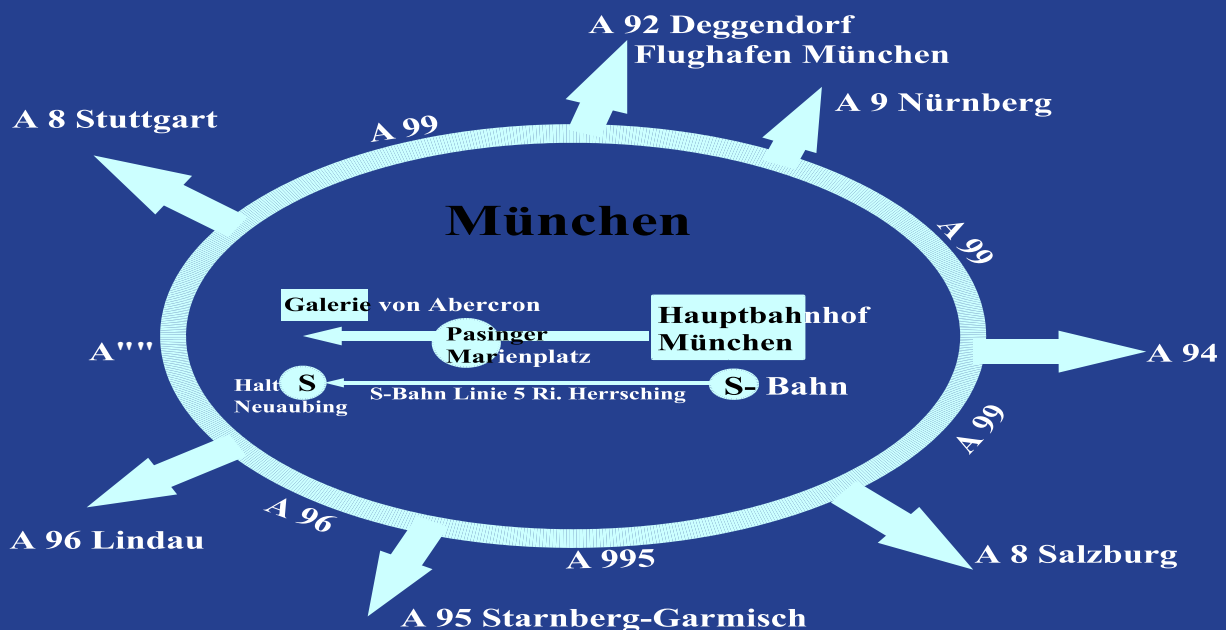 A 92 Deggendorf
Flughafen München
A 9 Nürnberg
A 8 Stuttgart
A 99
München
A 99
Galerie von Abercron
Hauptbahnhof
München
Pasinger
Marienplatz
A''''
A 94
Halt S
Neuaubing
S-Bahn Linie 5 Ri. Herrsching
S- Bahn
A 99
A 96
A 96 Lindau
A 995
A 8 Salzburg
A 95 Starnberg-Garmisch